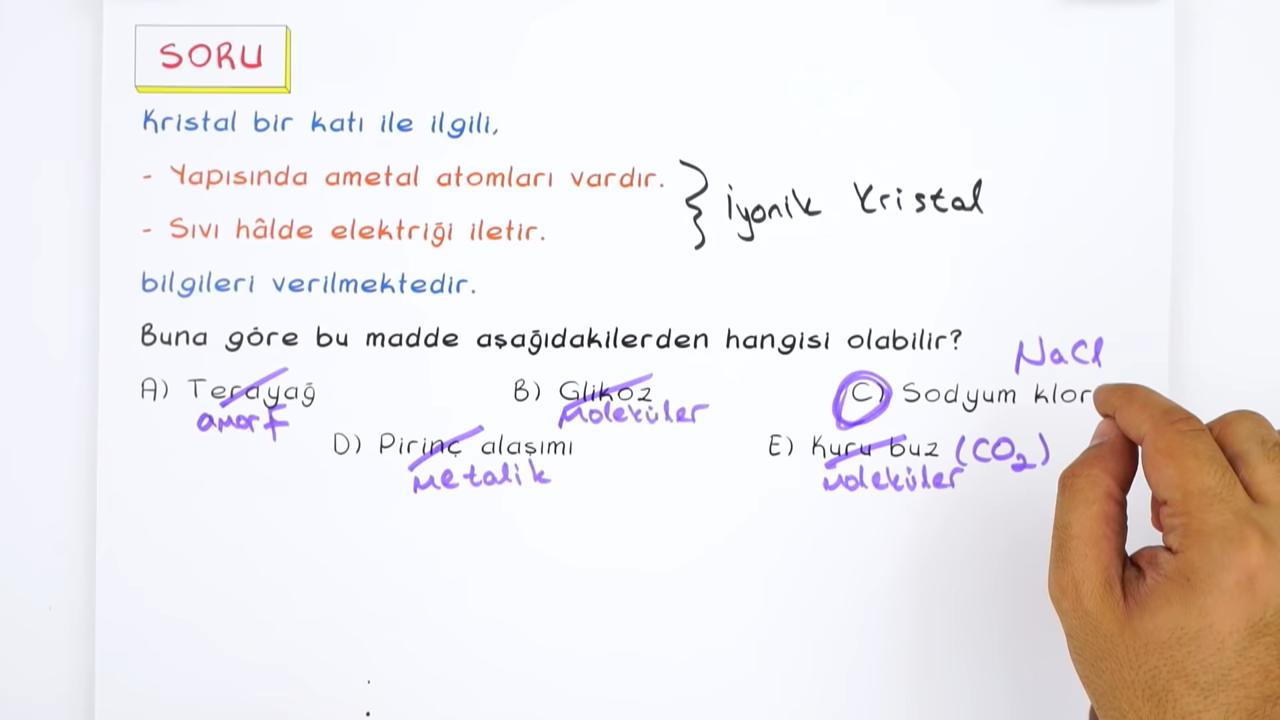 SORU
Kristal bir katı ile ilgili,
- Yapısında ametal atomları vardır.
- Sıvı hâlde elektriği iletir.
İyonik Kristal
bilgileri verilmektedir.
Buna göre bu madde aşağıdakilerden hangisi olabilir?
NaCl
A) Tereyağ B) Glikoz C) Sodyum klor
amorf Moleküler
D) Pirinç alaşımı E) Kuru buz (CO₂)
Metalik Moleküler